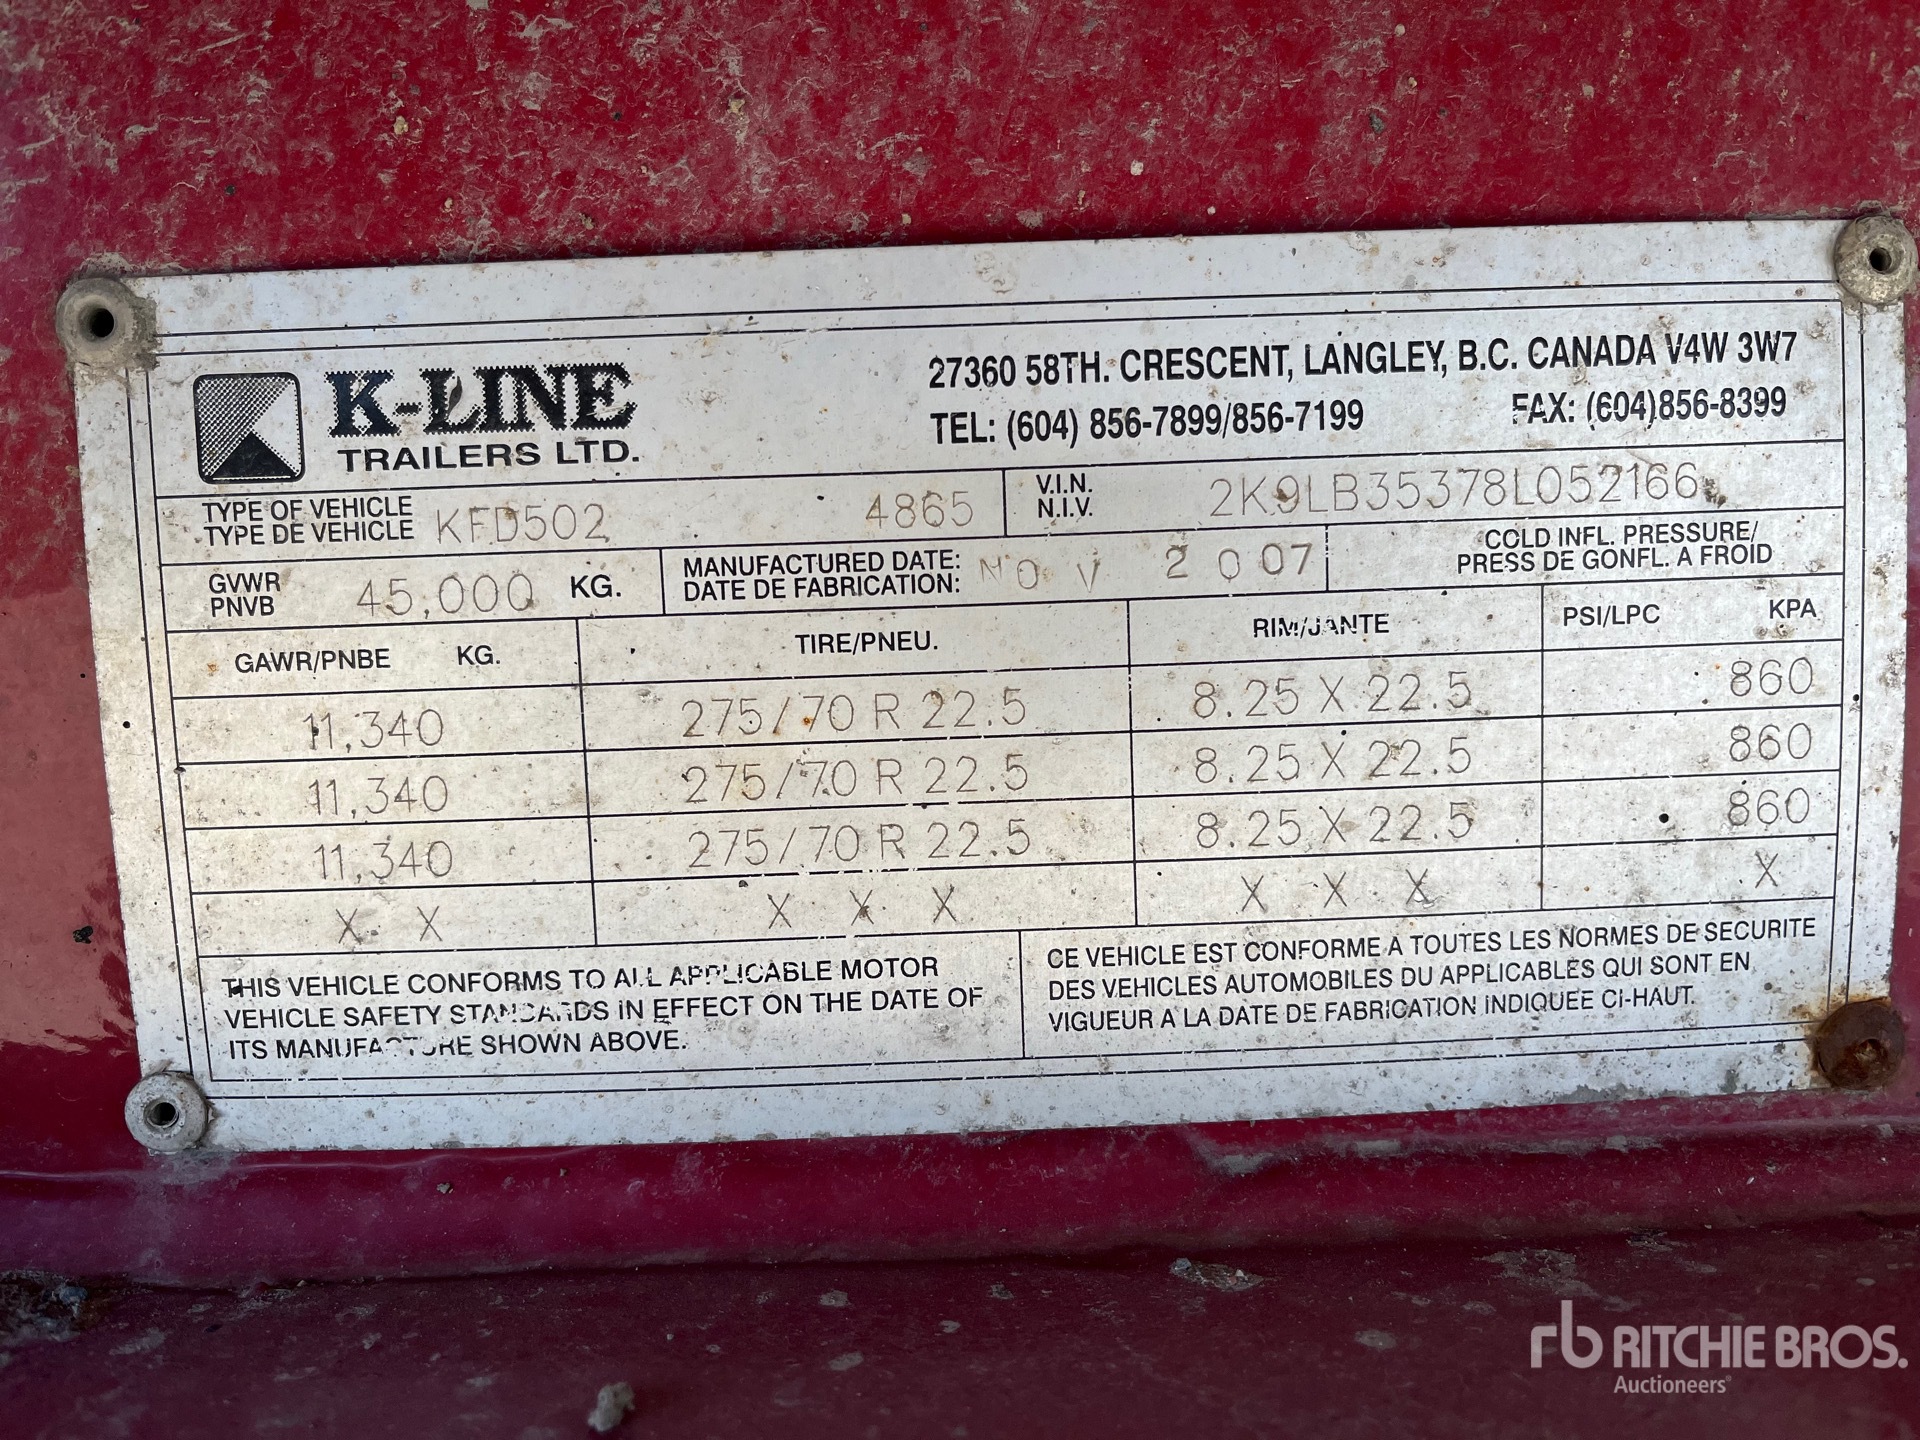 K-LINE
TRAILERS LTD.
27360 58TH. CRESCENT, LANGLEY, B.C. CANADA V4W 3W7
TEL: (604) 856-7899/856-7199 FAX: (604)856-8399
TYPE OF VEHICLE
TYPE DE VEHICLE KFD502 4865
V.I.N.
N.I.V. 2K9LB35378L052166
GVWR
PNVB 45,000 KG.
MANUFACTURED DATE:
DATE DE FABRICATION: NOV 2007
COLD INFL. PRESSURE/
PRESS DE GONFL. A FROID
GAWR/PNBE KG. TIRE/PNEU. RIM/JANTE PSI/LPC KPA
11,340 275/70 R 22.5 8.25 X 22.5 860
11,340 275/70 R 22.5 8.25 X 22.5 860
11,340 275/70 R 22.5 8.25 X 22.5 860
X X X X X X X X X
THIS VEHICLE CONFORMS TO ALL APPLICABLE MOTOR
VEHICLE SAFETY STANDARDS IN EFFECT ON THE DATE OF
ITS MANUFACTURE SHOWN ABOVE.
CE VEHICLE EST CONFORME A TOUTES LES NORMES DE SECURITE
DES VEHICLES AUTOMOBILES DU APPLICABLES QUI SONT EN
VIGUEUR A LA DATE DE FABRICATION INDIQUEE CI-HAUT.
rb RITCHIE BROS.
Auctioneers